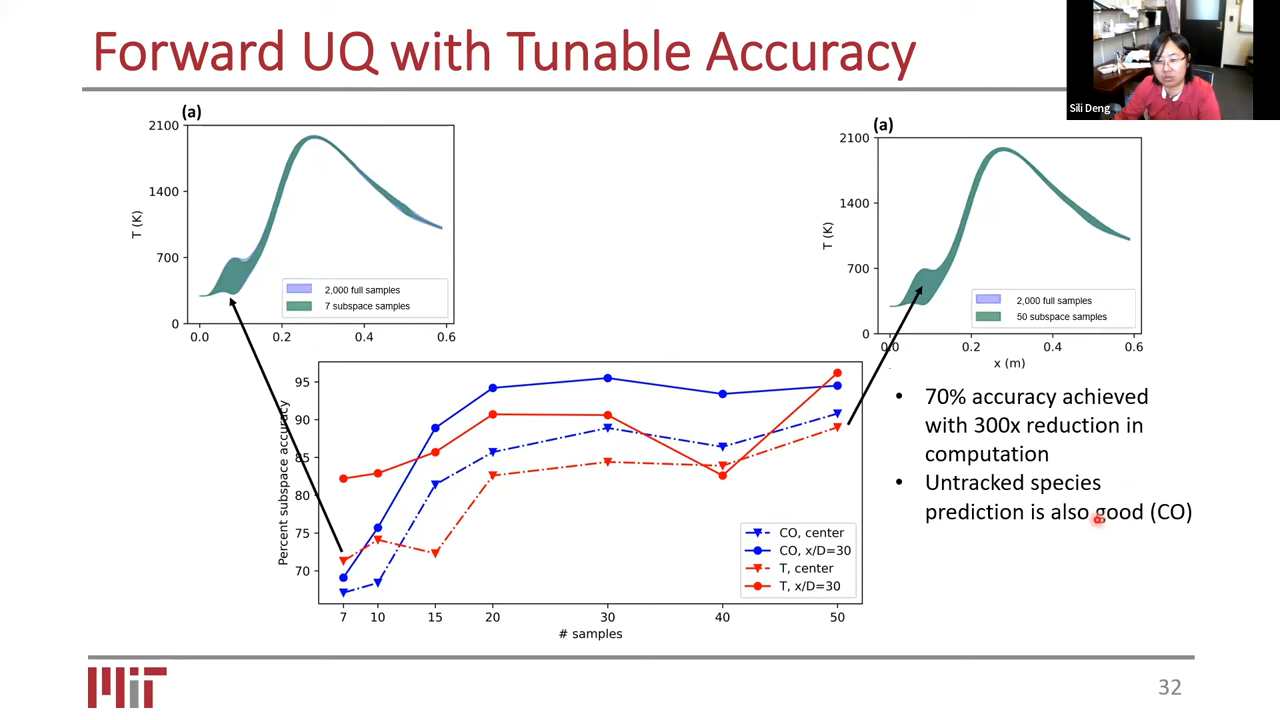 Forward UQ with Tunable Accuracy
Sili Deng
(a)
2100
1400
700
0
T (K)
0.0
0.2
0.4
0.6
2,000 full samples
7 subspace samples
(a)
2100
1400
700
0
T (K)
0.0
0.2
0.4
0.6
x (m)
2,000 full samples
50 subspace samples
95
90
85
80
75
70
Percent subspace accuracy
7
10
15
20
30
40
50
# samples
CO, center
CO, x/D=30
T, center
T, x/D=30
• 70% accuracy achieved
with 300x reduction in
computation
• Untracked species
prediction is also good (CO)
MIT
32